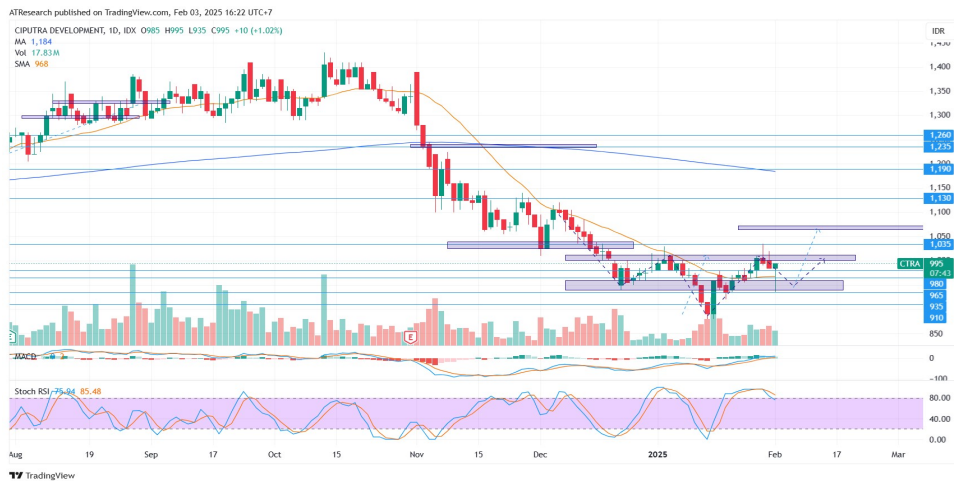 ATResearch published on TradingView.com, Feb 03, 2025 16:22 UTC+7
CIPUTRA DEVELOPMENT, 1D, IDX O985 H995 L935 C995 +10 (+1.02%)
IDR
MA 1,184
Vol 17.83M
SMA 968
1,450
1,400
1,350
1,300
1,260
1,235
1,200
1,190
1,150
1,130
1,100
1,050
1,035
CTRA 995
07:43
980
965
935
910
850
E
E
MACD
0
−100
Stoch RSI 75.94 85.48
80.00
40.00
0.00
Aug 19 Sep 17 Oct 14 Nov 15 Dec 2025 Feb 17 Mar
TradingView